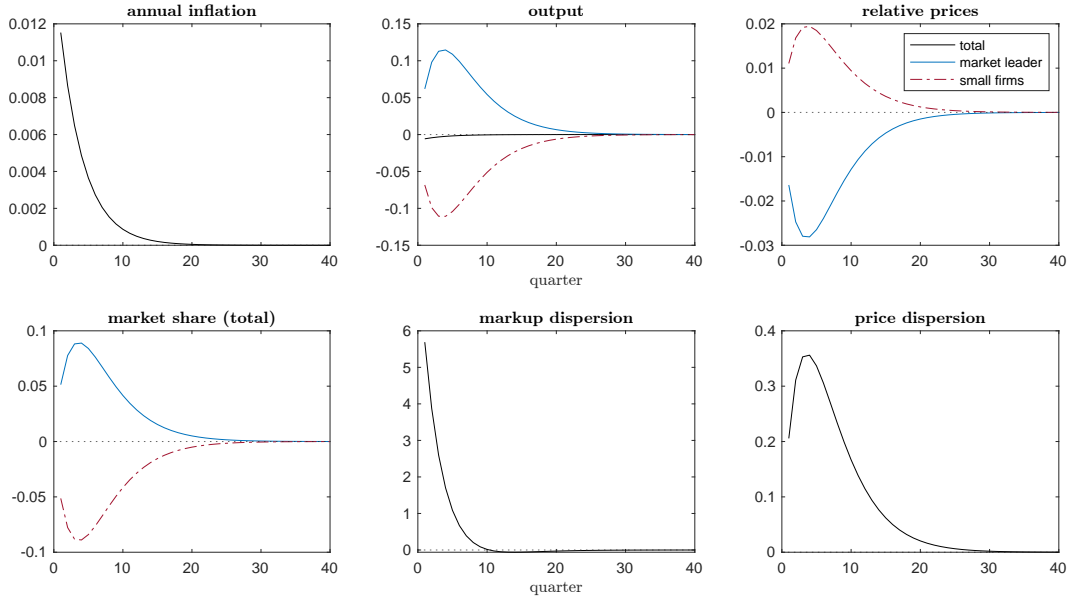 annual inflation
0.012
0.01
0.008
0.006
0.004
0.002
0
0 10 20 30 40
output
0.15
0.1
0.05
0
-0.05
-0.1
-0.15
0 10 20 30 40
quarter
relative prices
0.02
0.01
0
-0.01
-0.02
-0.03
0 10 20 30 40
total
market leader
small firms
market share (total)
0.1
0.05
0
-0.05
-0.1
0 10 20 30 40
markup dispersion
6
5
4
3
2
1
0
0 10 20 30 40
quarter
price dispersion
0.4
0.3
0.2
0.1
0
0 10 20 30 40